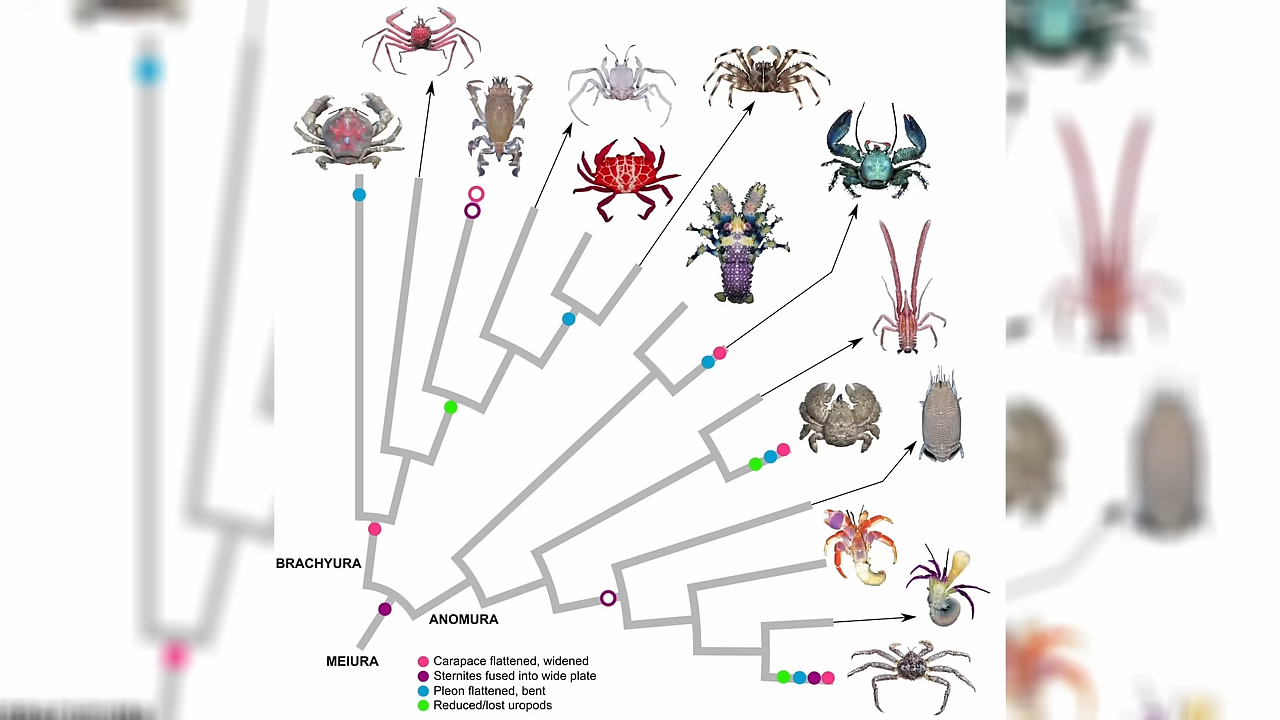 BRACHYURA
ANOMURA
MEIURA
Carapace flattened, widened
Sternites fused into wide plate
Pleon flattened, bent
Reduced/lost uropods